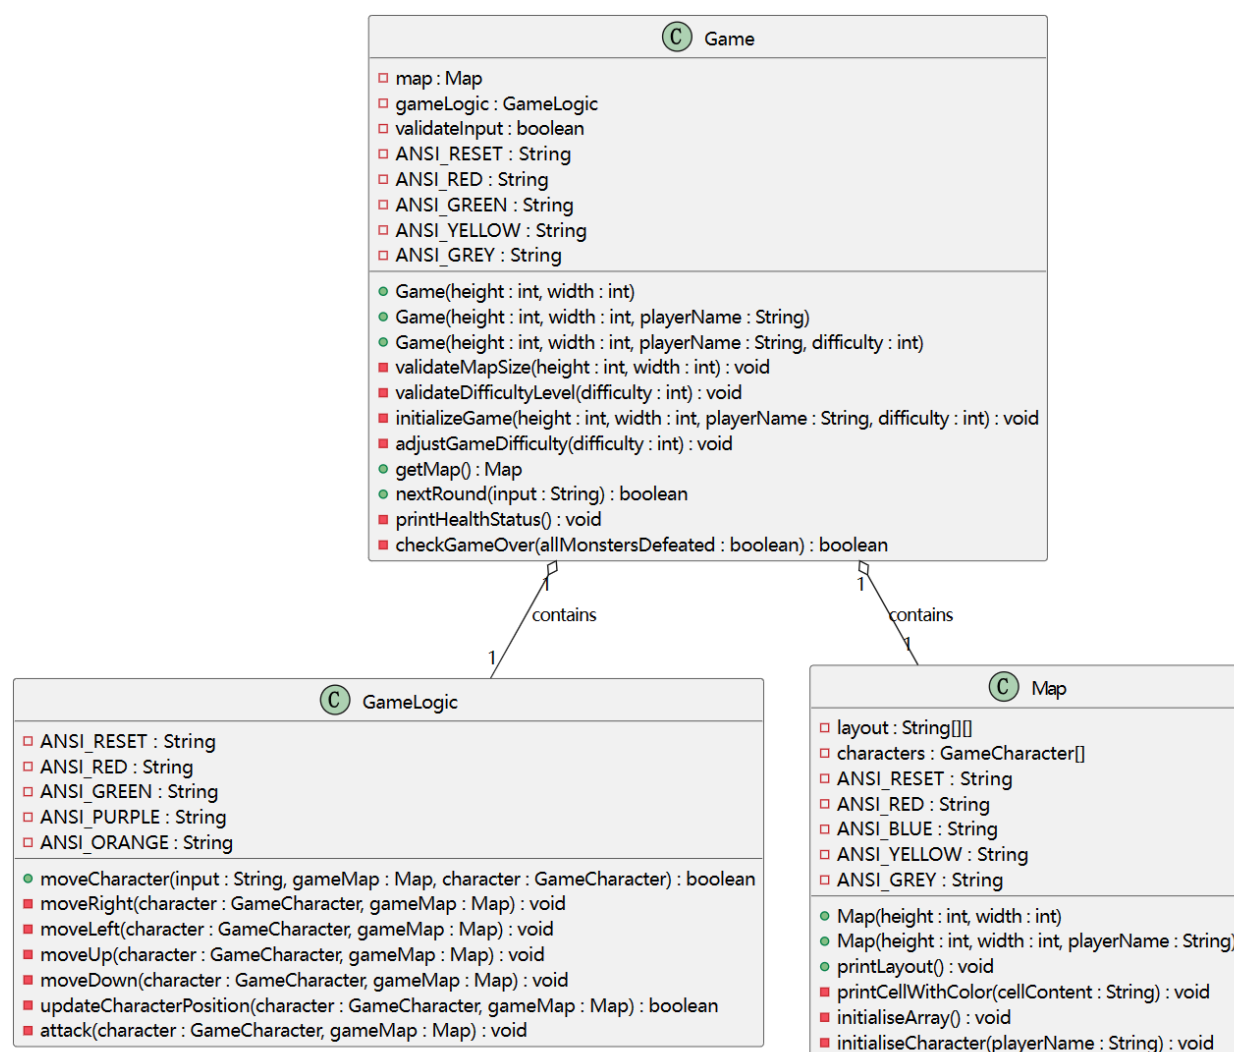 C Game
map : Map
gameLogic : GameLogic
validateInput : boolean
ANSI_RESET : String
ANSI_RED : String
ANSI_GREEN : String
ANSI_YELLOW : String
ANSI_GREY : String
Game(height : int, width : int)
Game(height : int, width : int, playerName : String)
Game(height : int, width : int, playerName : String, difficulty : int)
validateMapSize(height : int, width : int) : void
validateDifficultyLevel(difficulty : int) : void
initializeGame(height : int, width : int, playerName : String, difficulty : int) : void
adjustGameDifficulty(difficulty : int) : void
getMap() : Map
nextRound(input : String) : boolean
printHealthStatus() : void
checkGameOver(allMonstersDefeated : boolean) : boolean
1
contains
1
1
contains
1
C GameLogic
ANSI_RESET : String
ANSI_RED : String
ANSI_GREEN : String
ANSI_PURPLE : String
ANSI_ORANGE : String
moveCharacter(input : String, gameMap : Map, character : GameCharacter) : boolean
moveRight(character : GameCharacter, gameMap : Map) : void
moveLeft(character : GameCharacter, gameMap : Map) : void
moveUp(character : GameCharacter, gameMap : Map) : void
moveDown(character : GameCharacter, gameMap : Map) : void
updateCharacterPosition(character : GameCharacter, gameMap : Map) : boolean
attack(character : GameCharacter, gameMap : Map) : void
C Map
layout : String[][]
characters : GameCharacter[]
ANSI_RESET : String
ANSI_RED : String
ANSI_BLUE : String
ANSI_YELLOW : String
ANSI_GREY : String
Map(height : int, width : int)
Map(height : int, width : int, playerName : String)
printLayout() : void
printCellWithColor(cellContent : String) : void
initialiseArray() : void
initialiseCharacter(playerName : String) : void